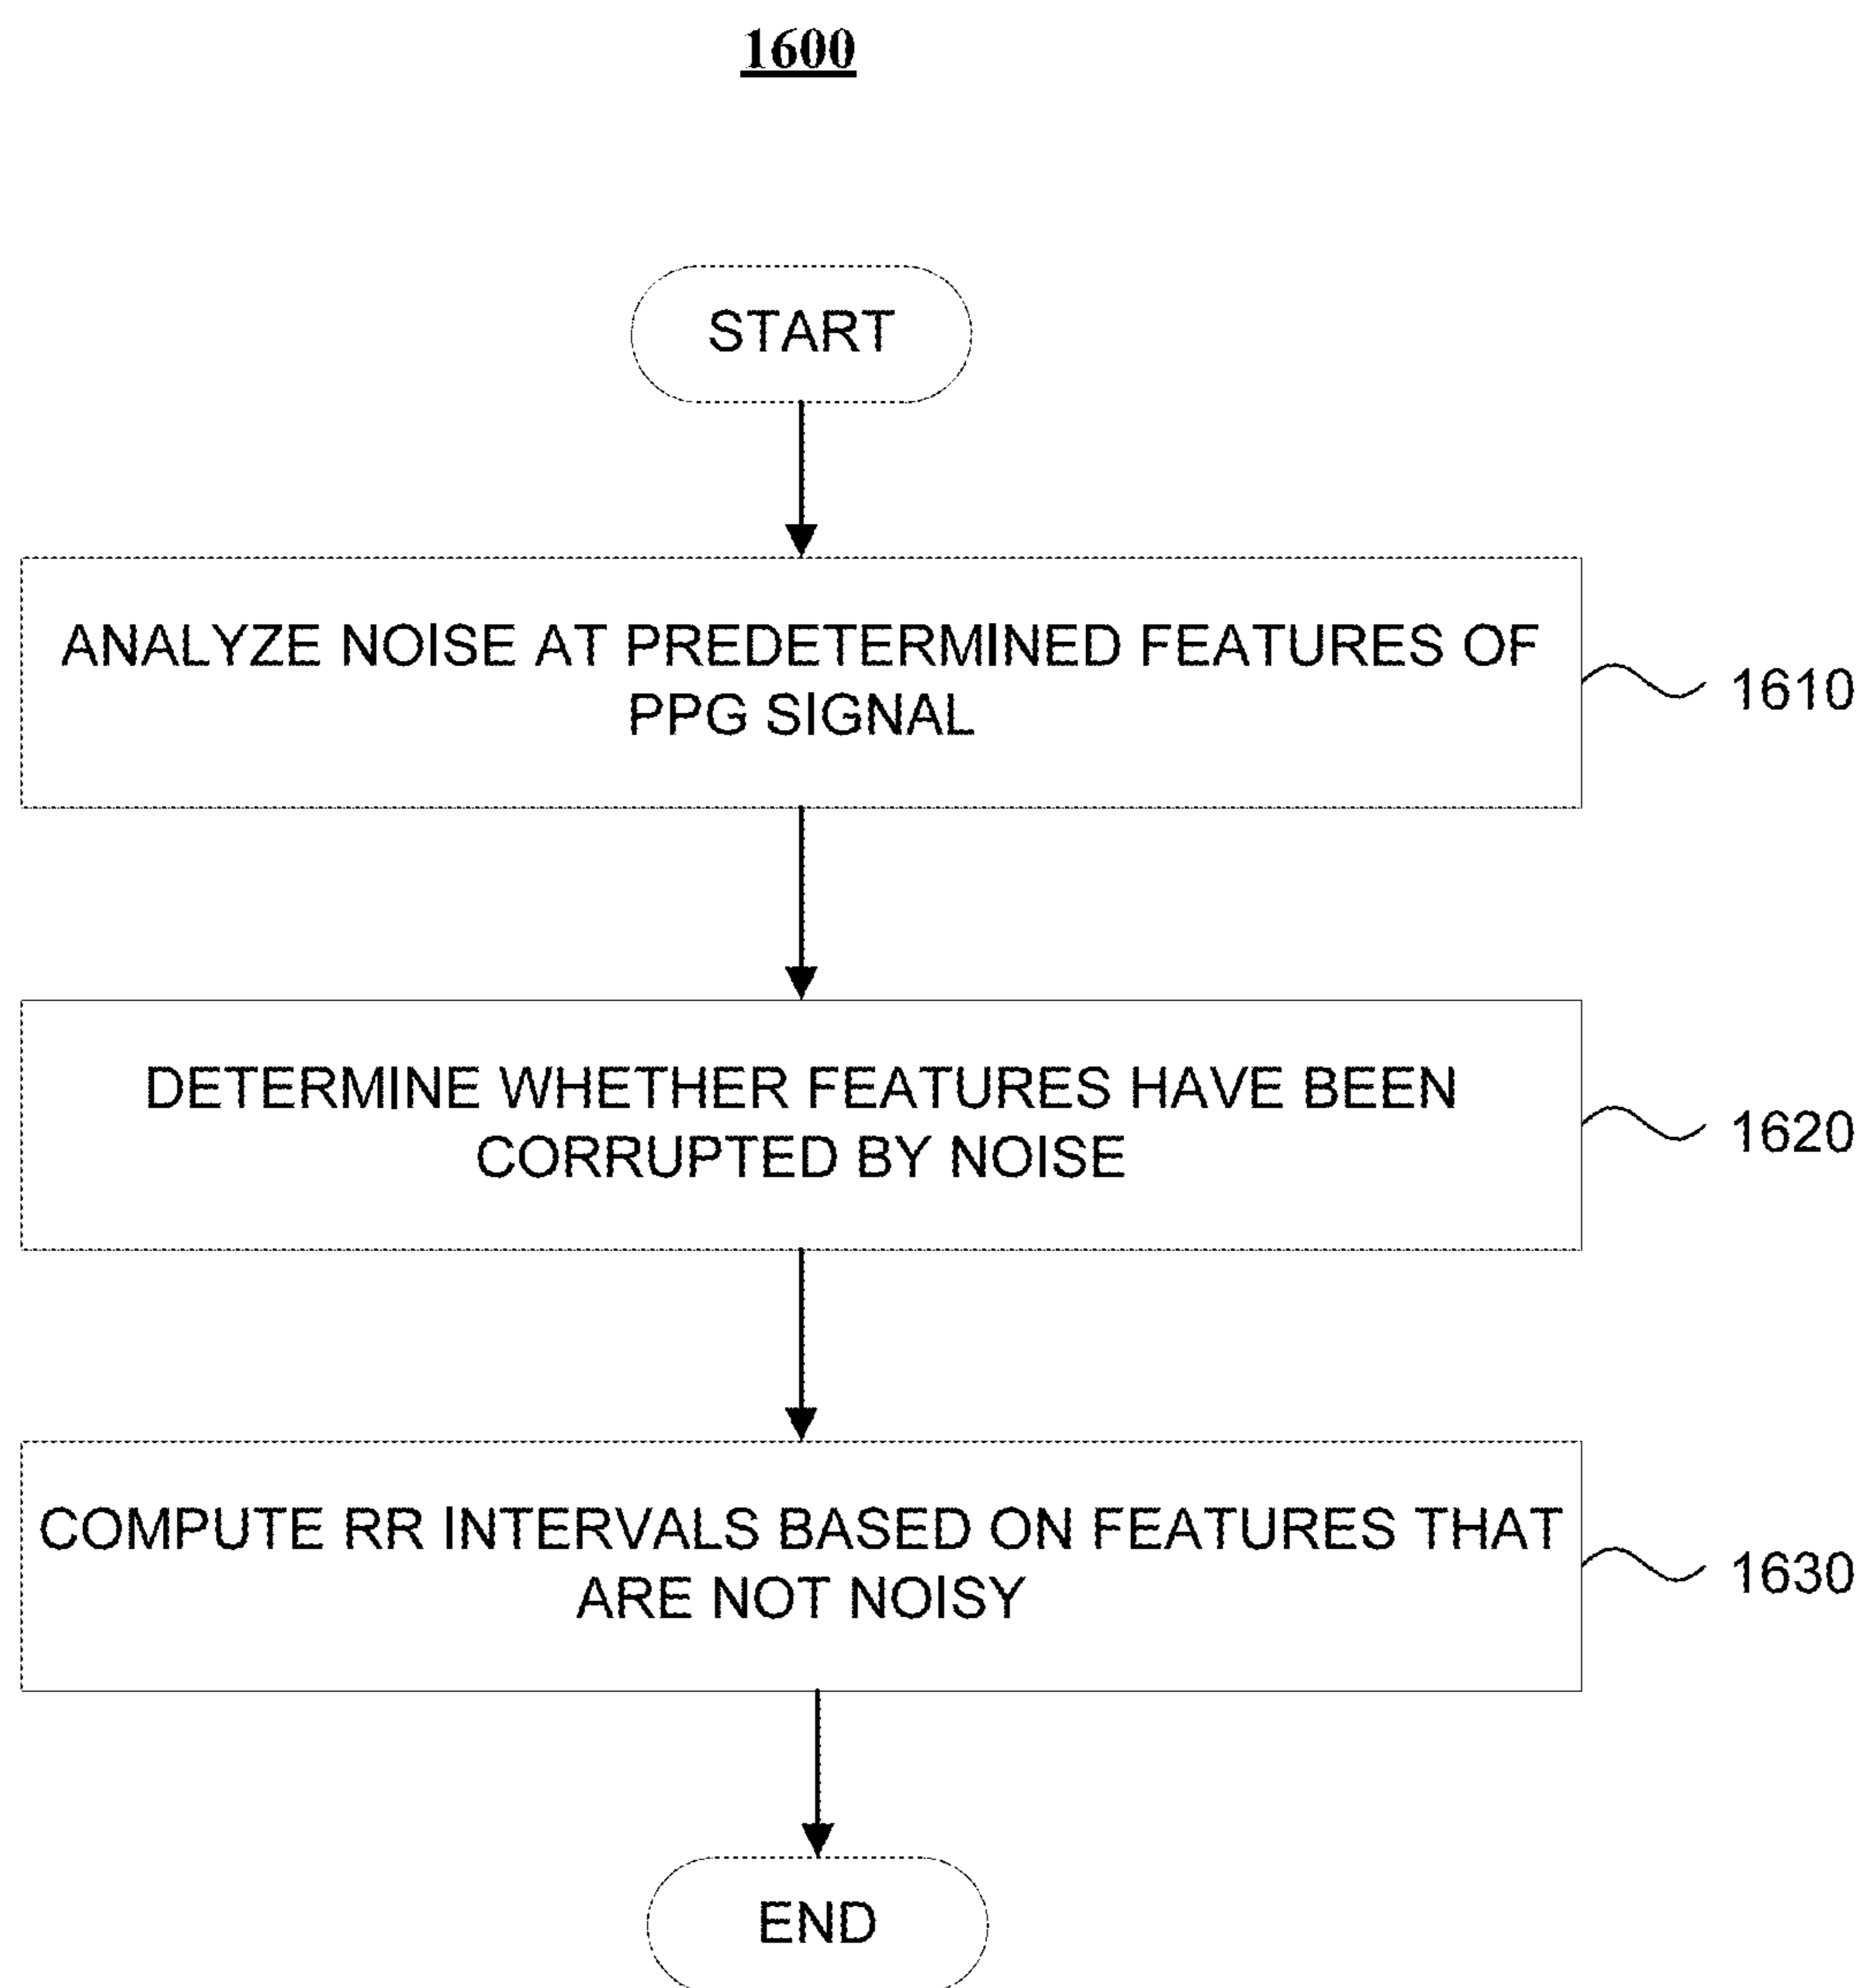 1600
START
ANALYZE NOISE AT PREDETERMINED FEATURES OF
PPG SIGNAL
1610
DETERMINE WHETHER FEATURES HAVE BEEN
CORRUPTED BY NOISE
1620
COMPUTE RR INTERVALS BASED ON FEATURES THAT
ARE NOT NOISY
1630
END